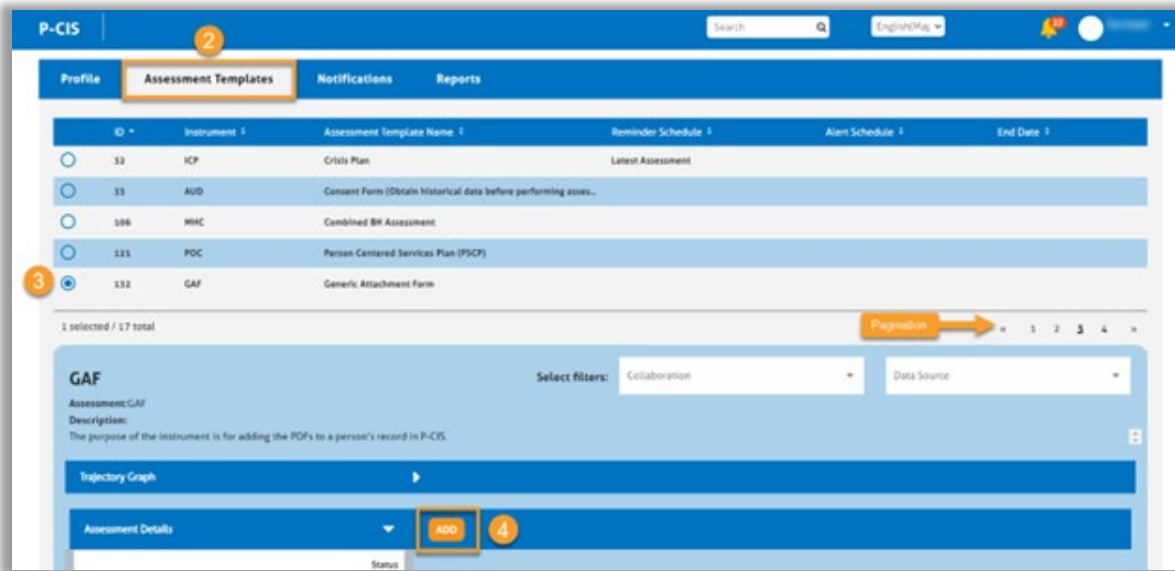 P-CIS
Search
English(Maj
27
2
Profile Assessment Templates Notifications Reports
ID Instrument Assessment Template Name Reminder Schedule Alert Schedule End Date
32 ICP Crisis Plan Latest Assessment
33 AUD Consent Form (Obtain historical data before performing asses...
106 MHC Combined BH Assessment
121 POC Person Centered Services Plan (PSCP)
3 132 GAF Generic Attachment Form
1 selected / 17 total Pagination « 1 2 3 4 »
GAF Select filters: Collaboration Data Source
Assessment:GAF
Description:
The purpose of the instrument is for adding the PDFs to a person's record in P-CIS.
Trajectory Graph
Assessment Details ADD 4
Status